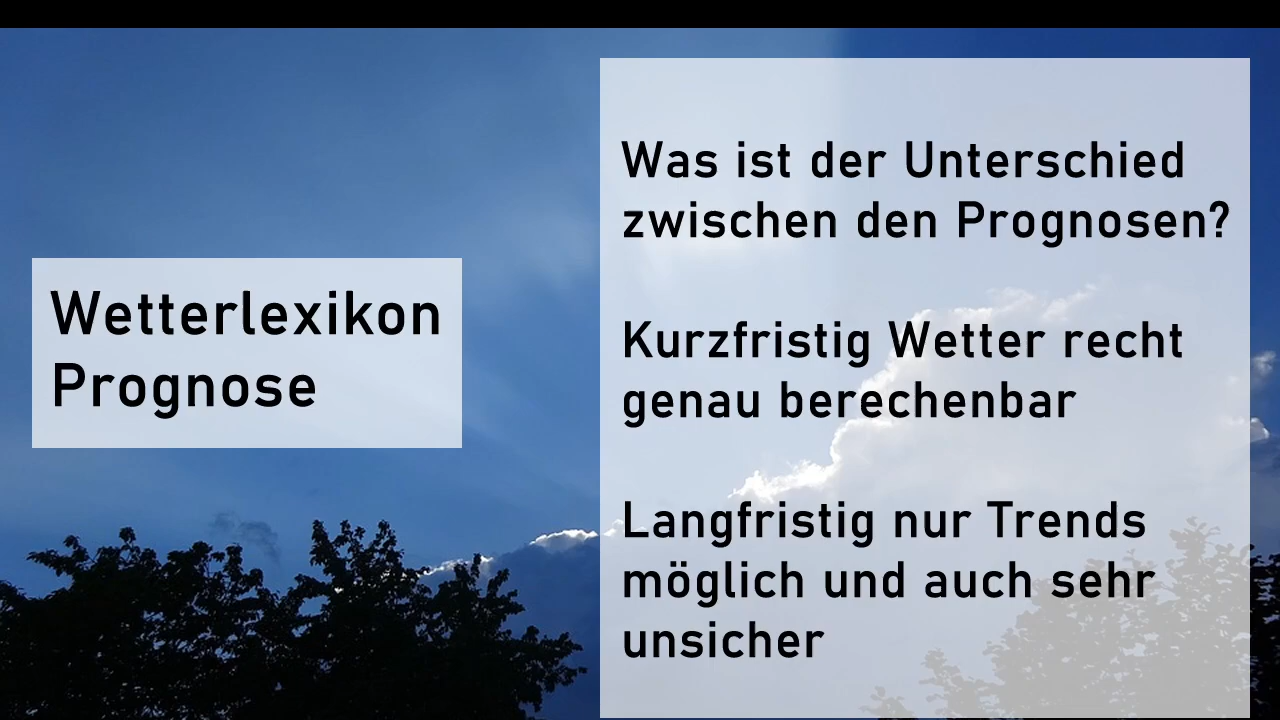 Wetterlexikon
Prognose
Was ist der Unterschied
zwischen den Prognosen?
Kurzfristig Wetter recht
genau berechenbar
Langfristig nur Trends
möglich und auch sehr
unsicher